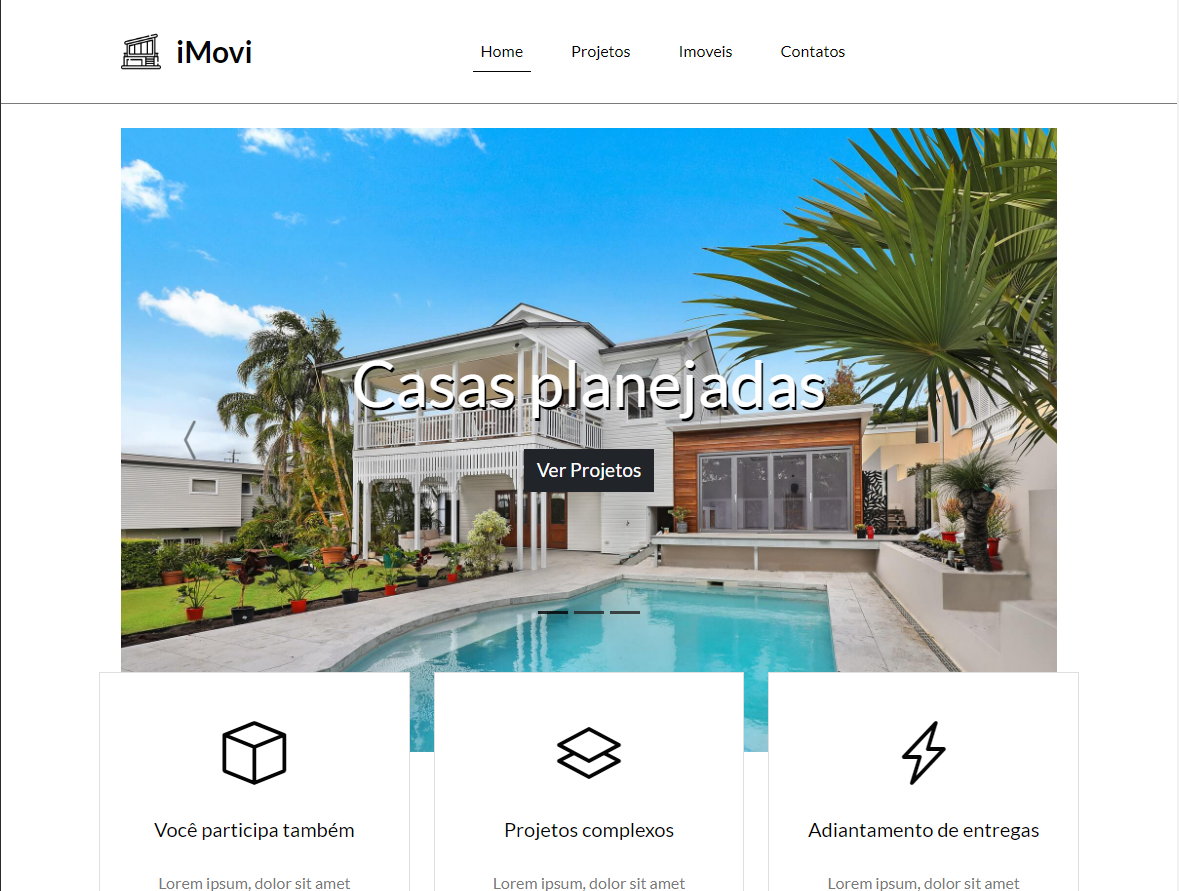 iMovi
Home Projetos Imoveis Contatos
Casas planejadas
Ver Projetos
Você participa também Projetos complexos Adiantamento de entregas
Lorem ipsum, dolor sit amet Lorem ipsum, dolor sit amet Lorem ipsum, dolor sit amet